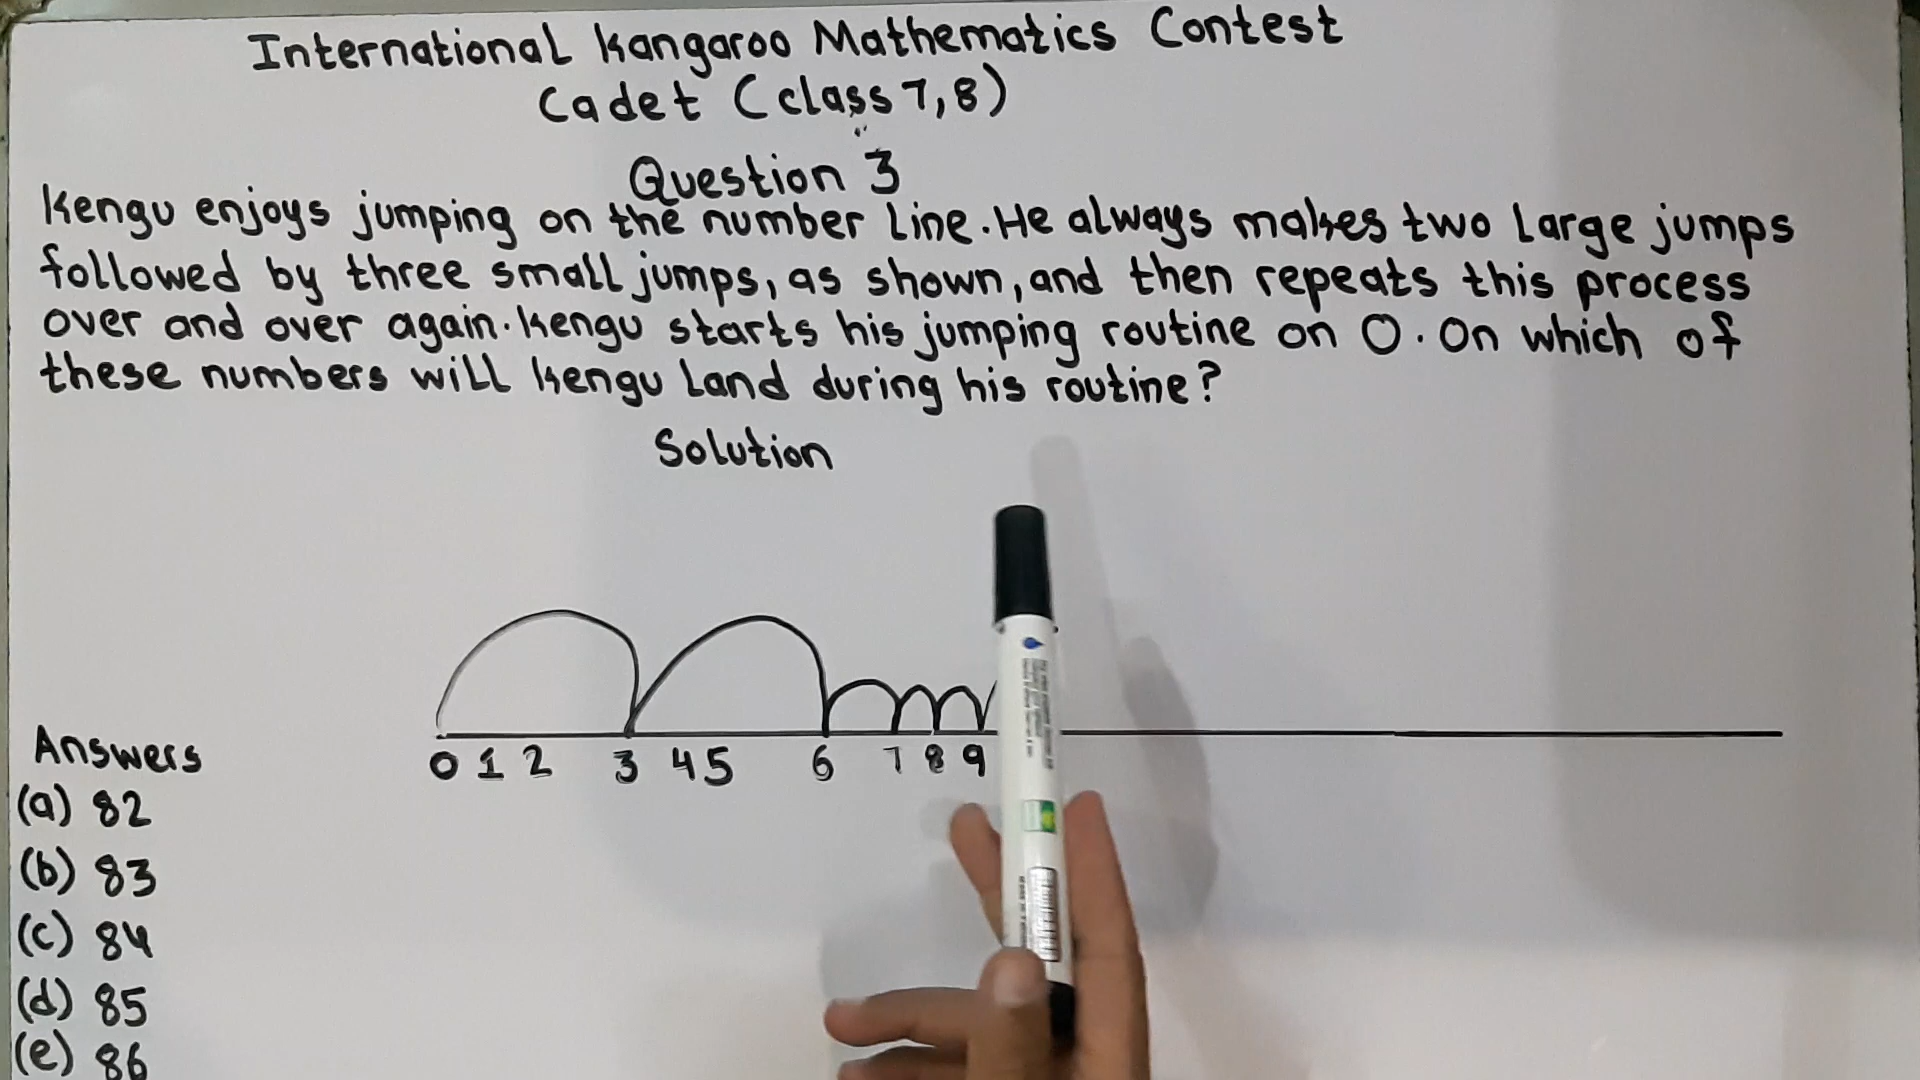 International Kangaroo Mathematics Contest
Cadet (class 7,8)
Question 3
Kengu enjoys jumping on the number line. He always makes two large jumps
followed by three small jumps, as shown, and then repeats this process
over and over again. Kengu starts his jumping routine on 0. On which of
these numbers will Kengu Land during his routine?
Solution
0 1 2 3 4 5 6 7 8 9
Answers
(a) 82
(b) 83
(c) 84
(d) 85
(e) 86